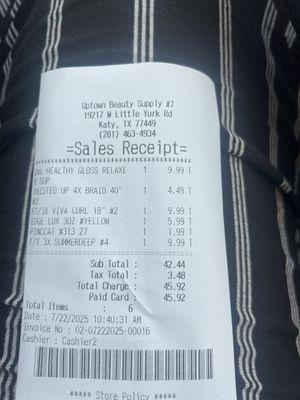 Uptown Beauty Supply #7
19217 W Little York Rd
Katy, TX 77449
(281) 463-4934
=Sales Receipt=
HEALTHY GLOSS RELAXE 1 9.99 T
R SUP
TWISTED UP 4X BRAID 40" 1 4.49 T
#2
FT/3X VIVA CURL 18" #2 1 9.99 T
EDGE LUX 3OZ #YELLOW 1 5.99 T
PINCCAT #313 27 1 1.99 T
F/T 3X SUMMERDEEP #4 1 9.99 T
Sub Total : 42.44
Tax Total : 3.48
Total Charge : 45.92
Paid Card : 45.92
Total Items : 6
Date : 7/22/2025 10:40:31 AM
Invoice No : 02-07222025-00016
Cashier : Cashier2
***** Store Policy *****